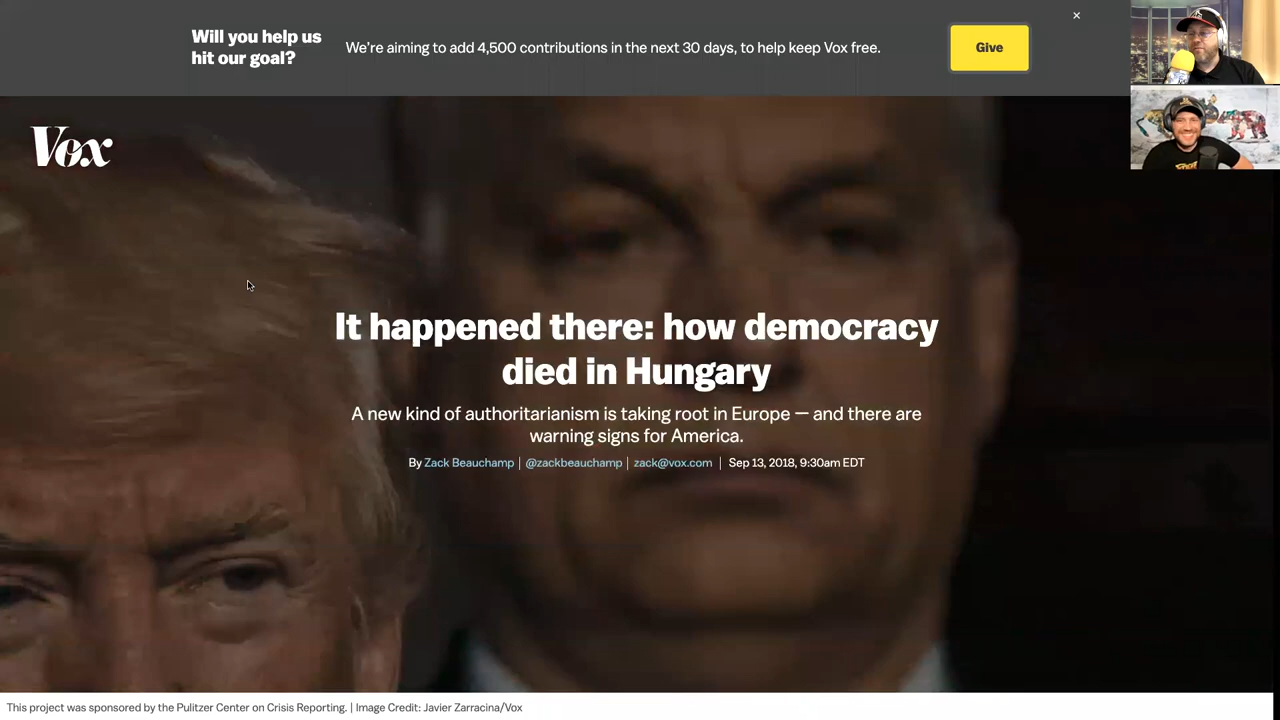 Will you help us
hit our goal?
We're aiming to add 4,500 contributions in the next 30 days, to help keep Vox free.
Give
×
Vox
It happened there: how democracy
died in Hungary
A new kind of authoritarianism is taking root in Europe — and there are
warning signs for America.
By Zack Beauchamp | @zackbeauchamp | zack@vox.com | Sep 13, 2018, 9:30am EDT
This project was sponsored by the Pulitzer Center on Crisis Reporting. | Image Credit: Javier Zarracina/Vox